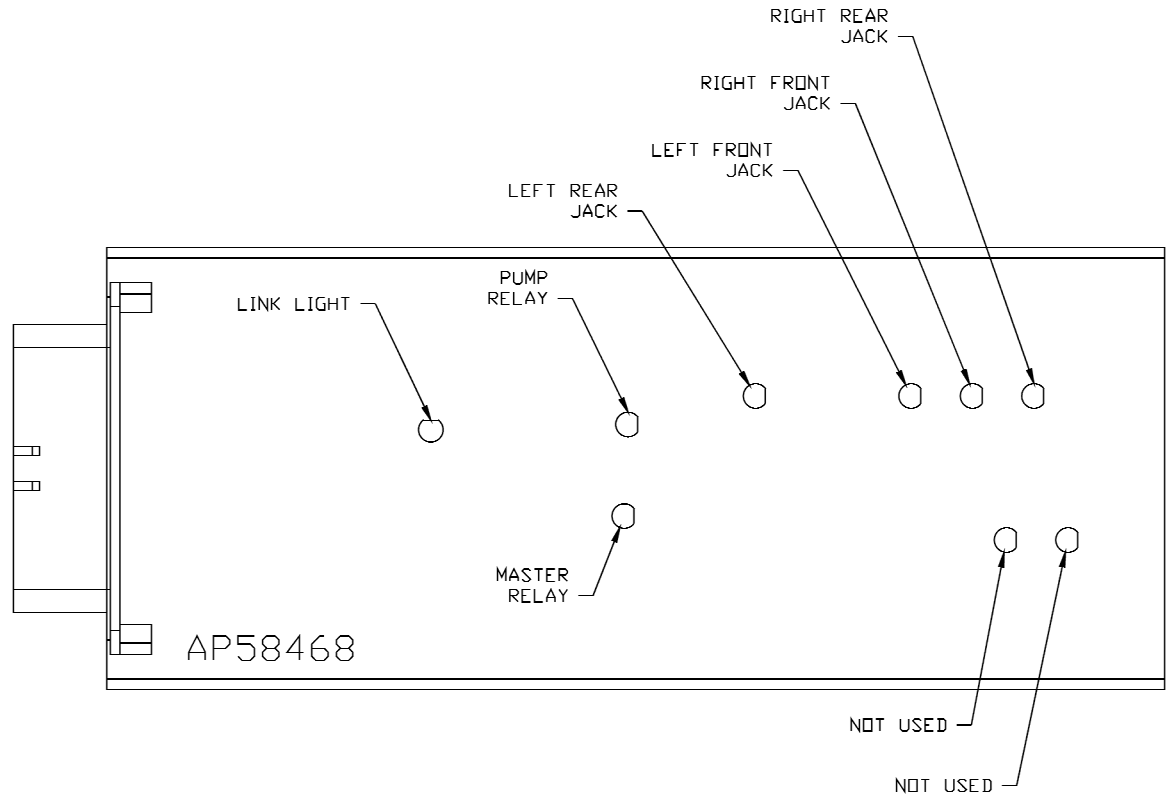 RIGHT REAR
JACK
RIGHT FRONT
JACK
LEFT FRONT
JACK
LEFT REAR
JACK
PUMP
RELAY
LINK LIGHT
MASTER
RELAY
AP58468
NOT USED
NOT USED